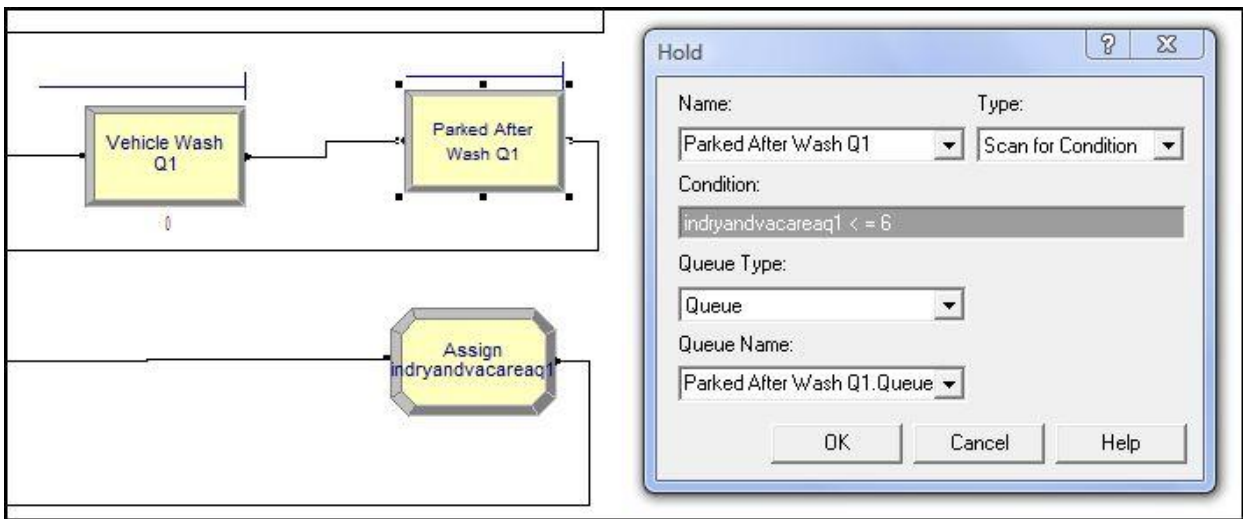 Vehicle Wash
Q1
0
Parked After
Wash Q1
Assign
indryandvacareaq1
Hold
Name:
Type:
Parked After Wash Q1
Scan for Condition
Condition:
indryandvacareaq1 < = 6
Queue Type:
Queue
Queue Name:
Parked After Wash Q1.Queue
OK
Cancel
Help